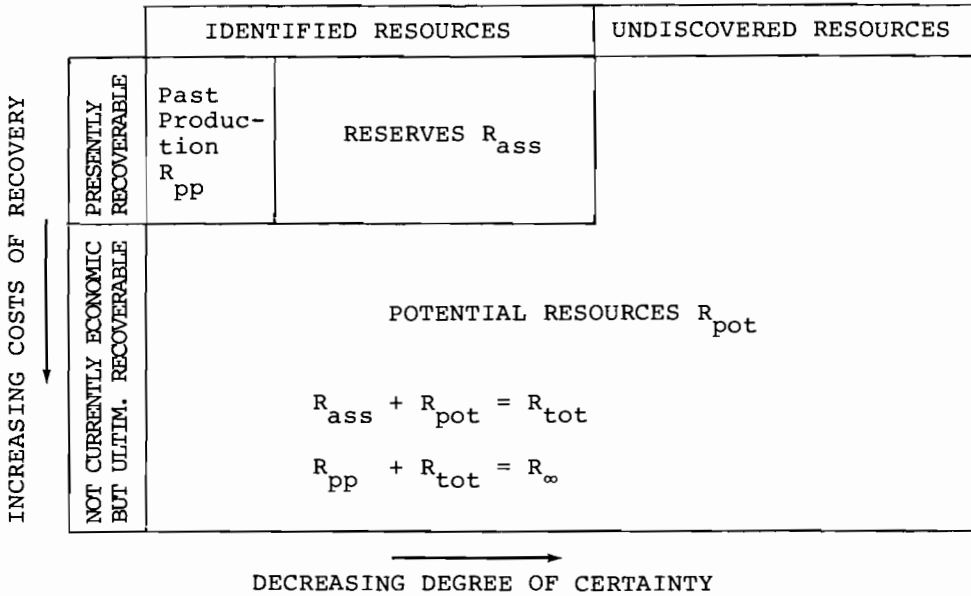 IDENTIFIED RESOURCES
UNDISCOVERED RESOURCES
INCREASING COSTS OF RECOVERY
PRESENTLY
RECOVERABLE
Past
Produc-
tion
R_pp
RESERVES R_ass
NOT CURRENTLY ECONOMIC
BUT ULTIM. RECOVERABLE
POTENTIAL RESOURCES R_pot
R_ass + R_pot = R_tot
R_pp + R_tot = R_∞
DECREASING DEGREE OF CERTAINTY